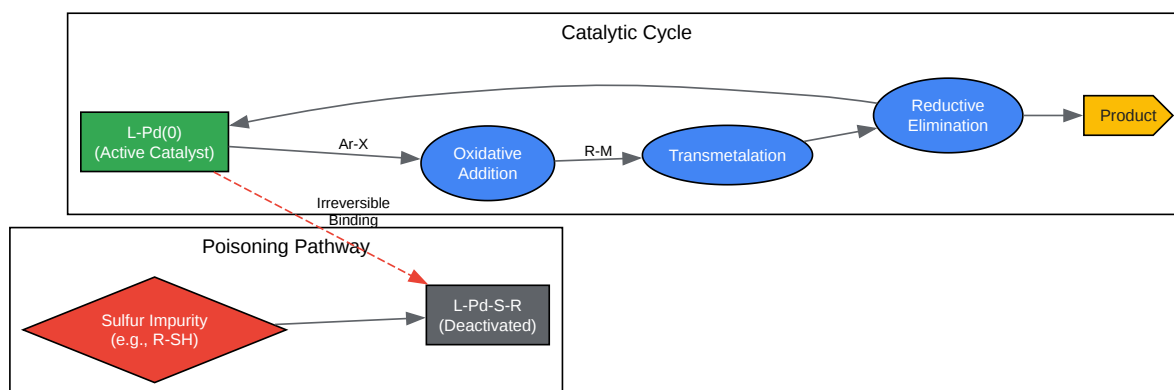 Catalytic Cycle
L-Pd(0)
(Active Catalyst)
Ar-X
Oxidative
Addition
R-M
Transmetalation
Reductive
Elimination
Product
Irreversible
Binding
Poisoning Pathway
Sulfur Impurity
(e.g., R-SH)
L-Pd-S-R
(Deactivated)